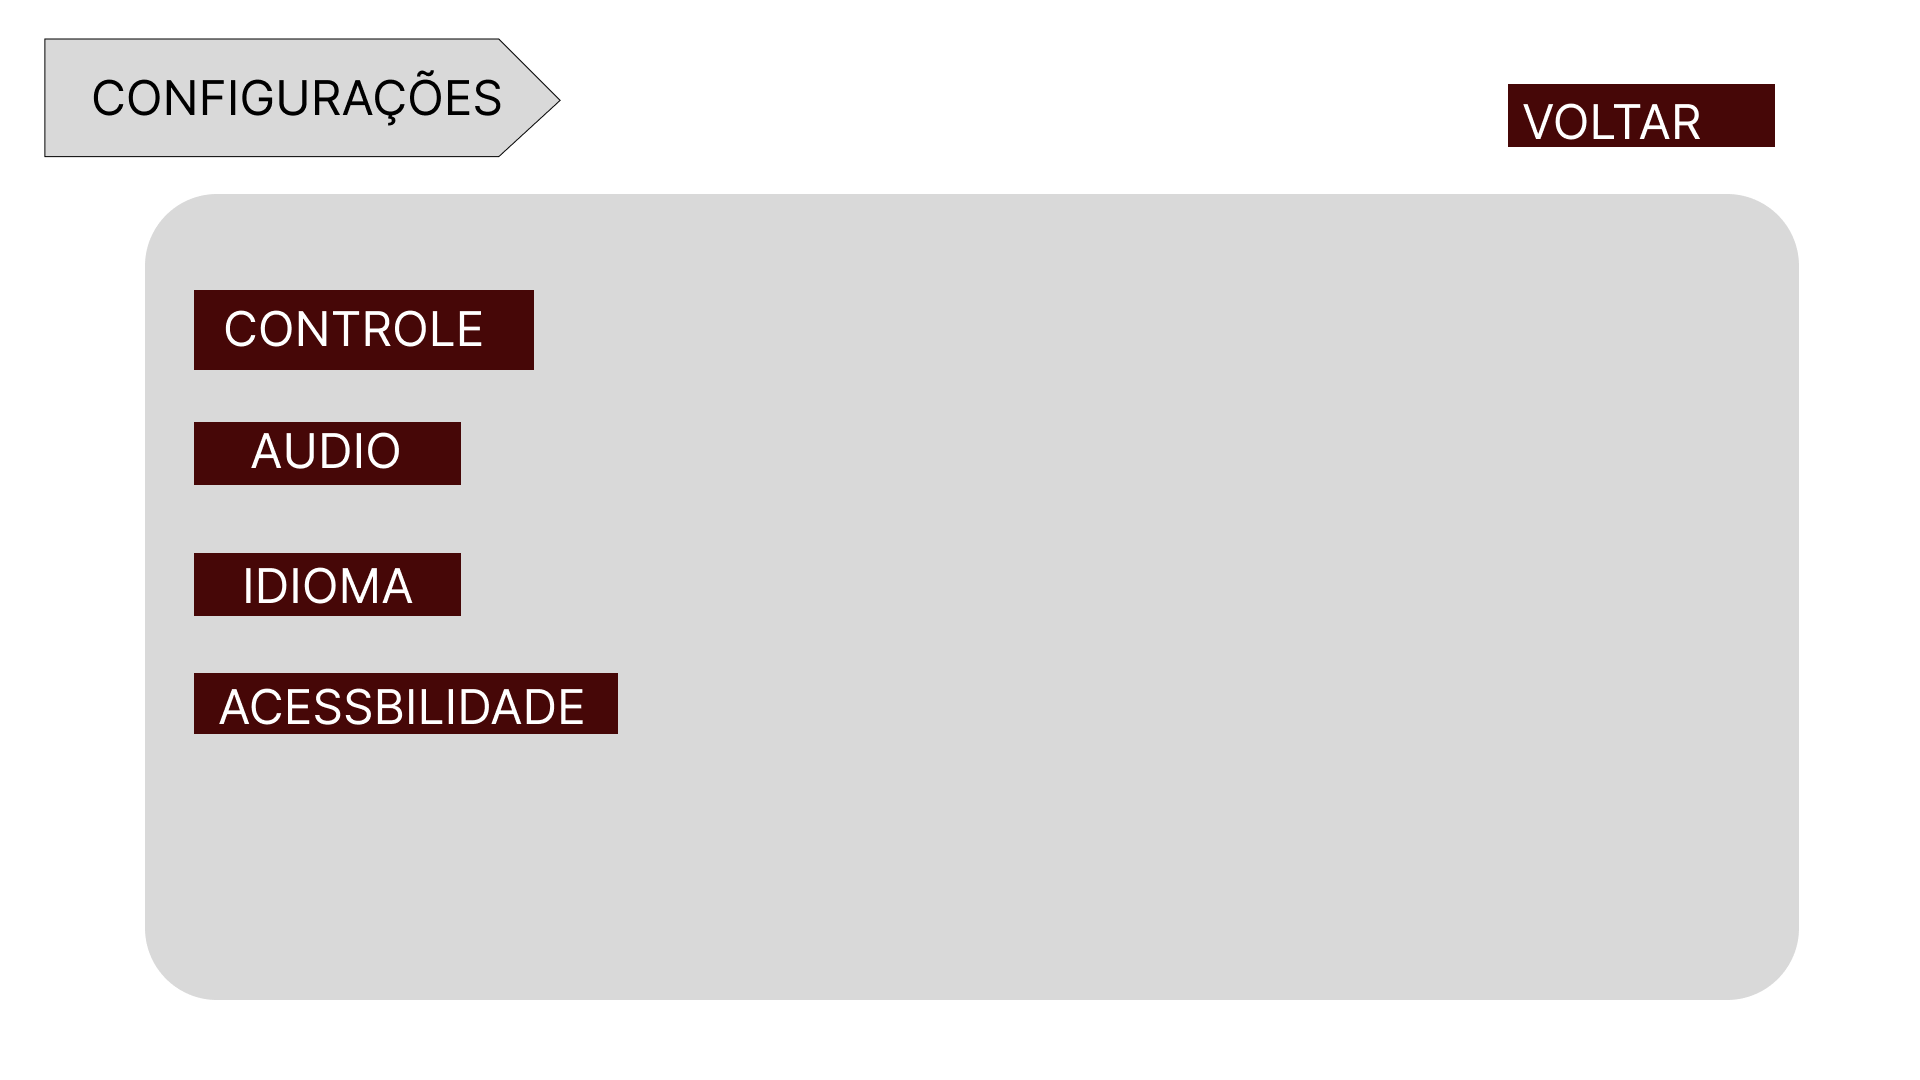 CONFIGURAÇÕES
VOLTAR
CONTROLE
AUDIO
IDIOMA
ACESSBILIDADE